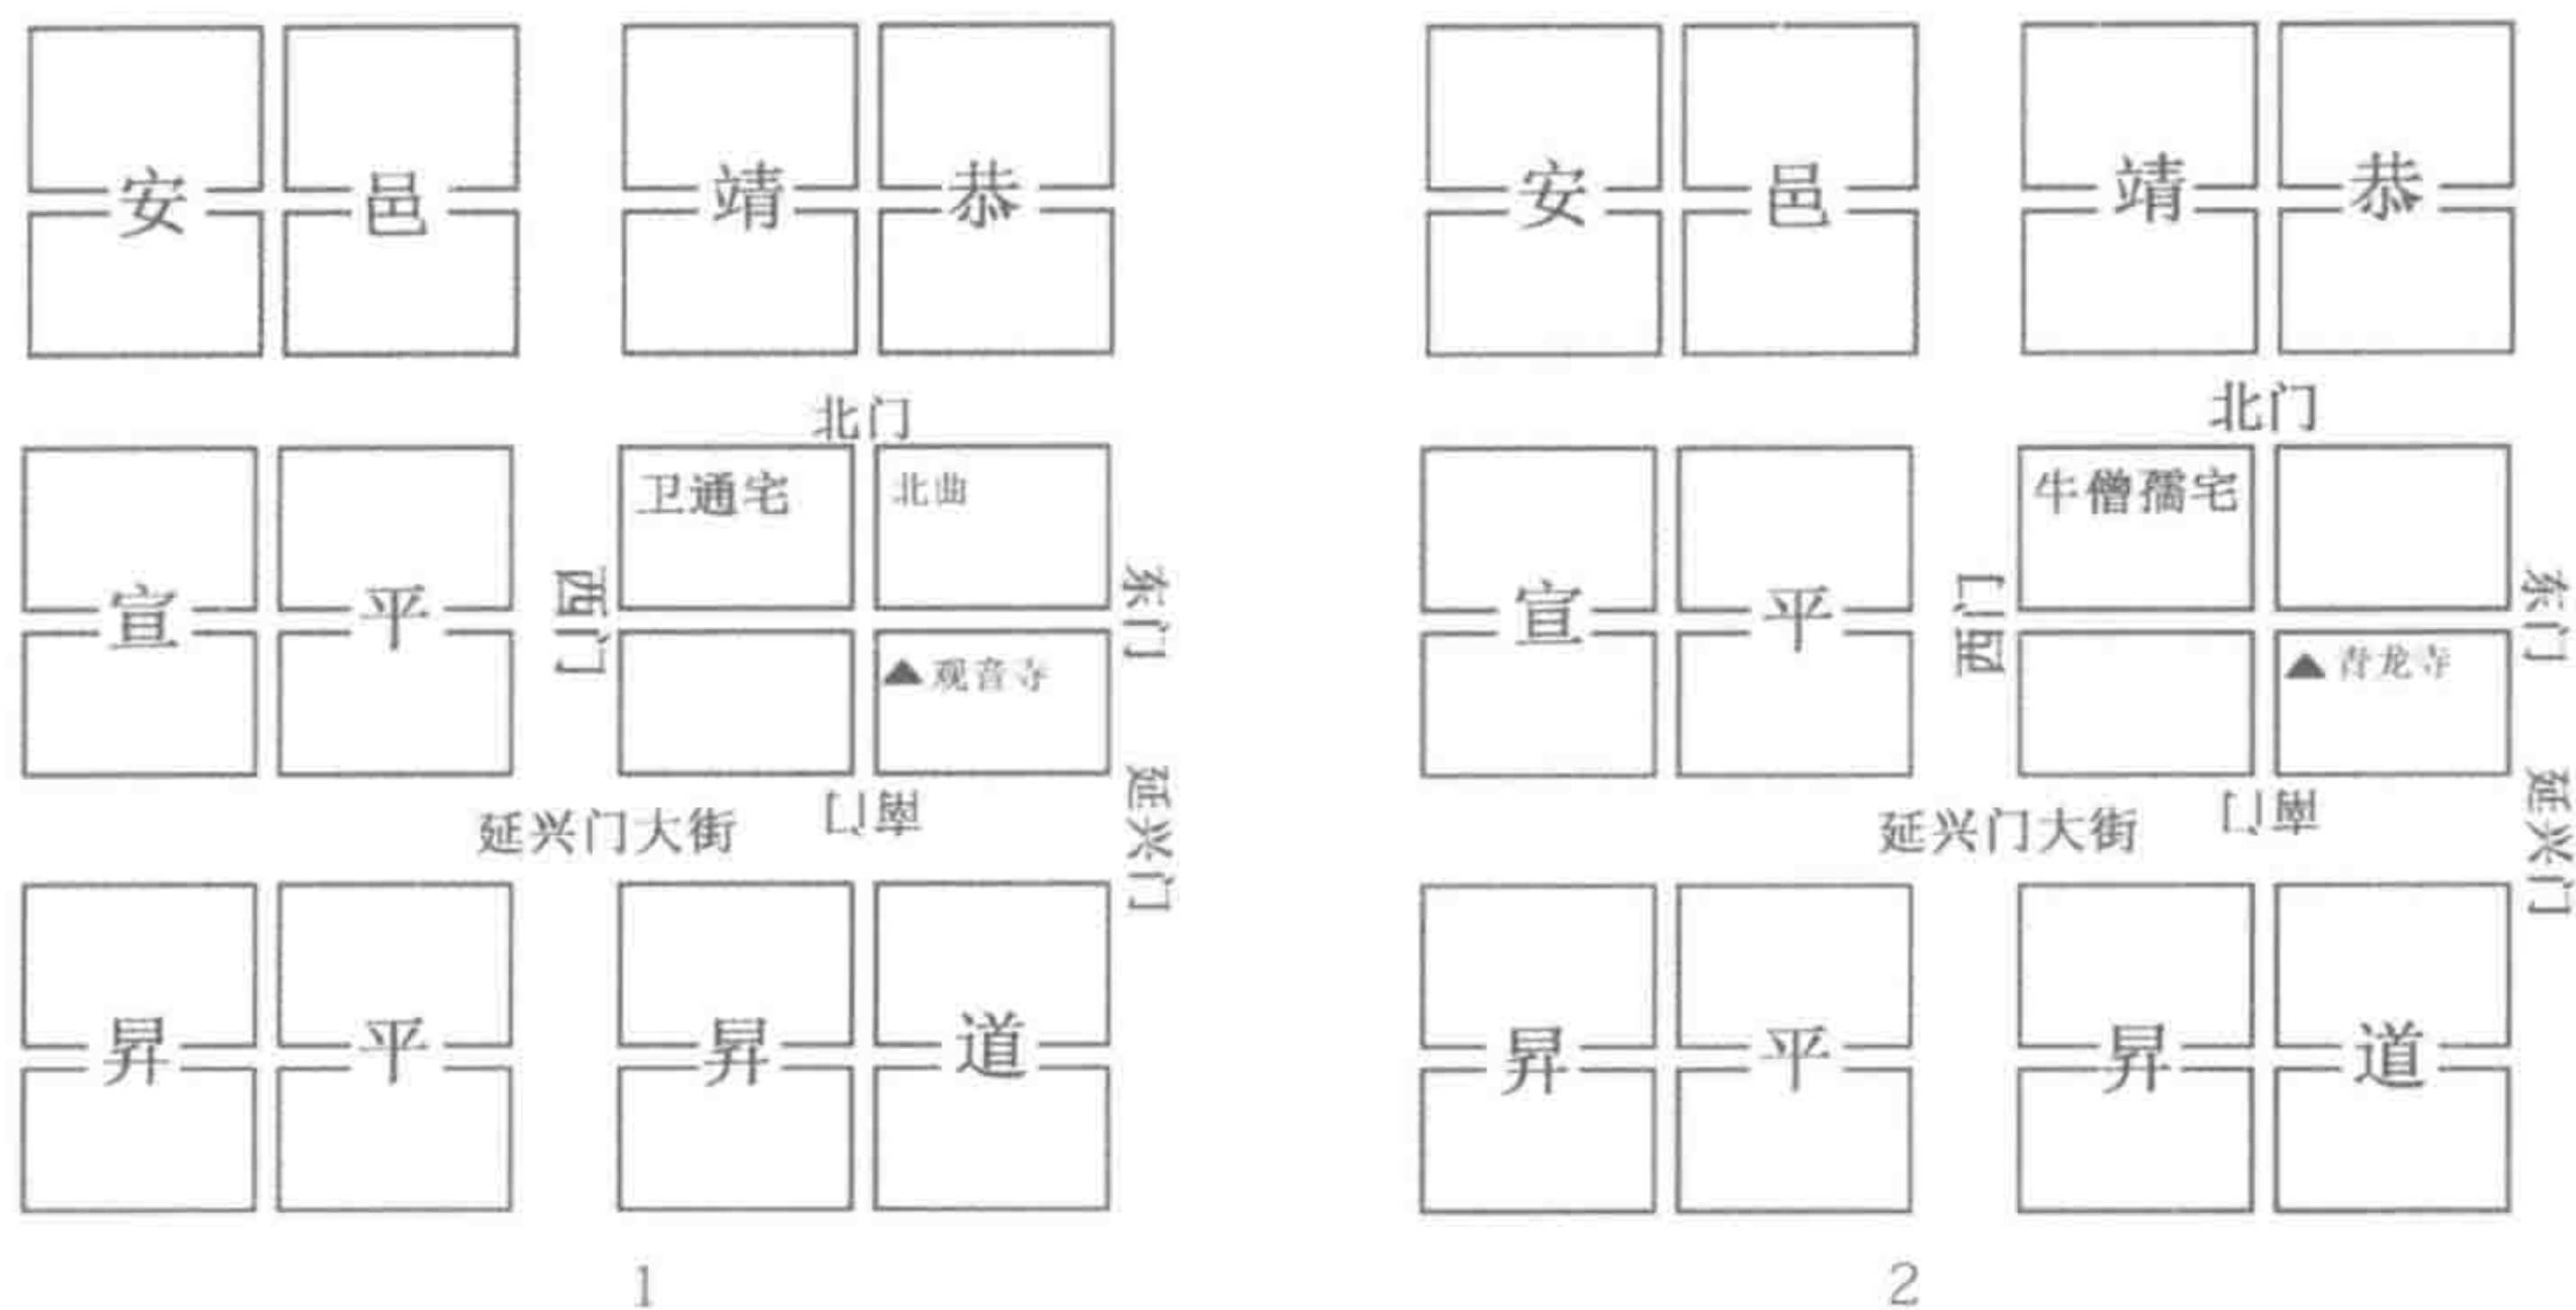 安 邑 靖 恭
北门
卫通宅 北曲
宣 平 西门 东门
▲观音寺
延兴门大街 南门 延兴门
昇 平 昇 道
1
安 邑 靖 恭
北门
牛僧孺宅
宣 平 西门 东门
▲青龙寺
延兴门大街 南门 延兴门
昇 平 昇 道
2